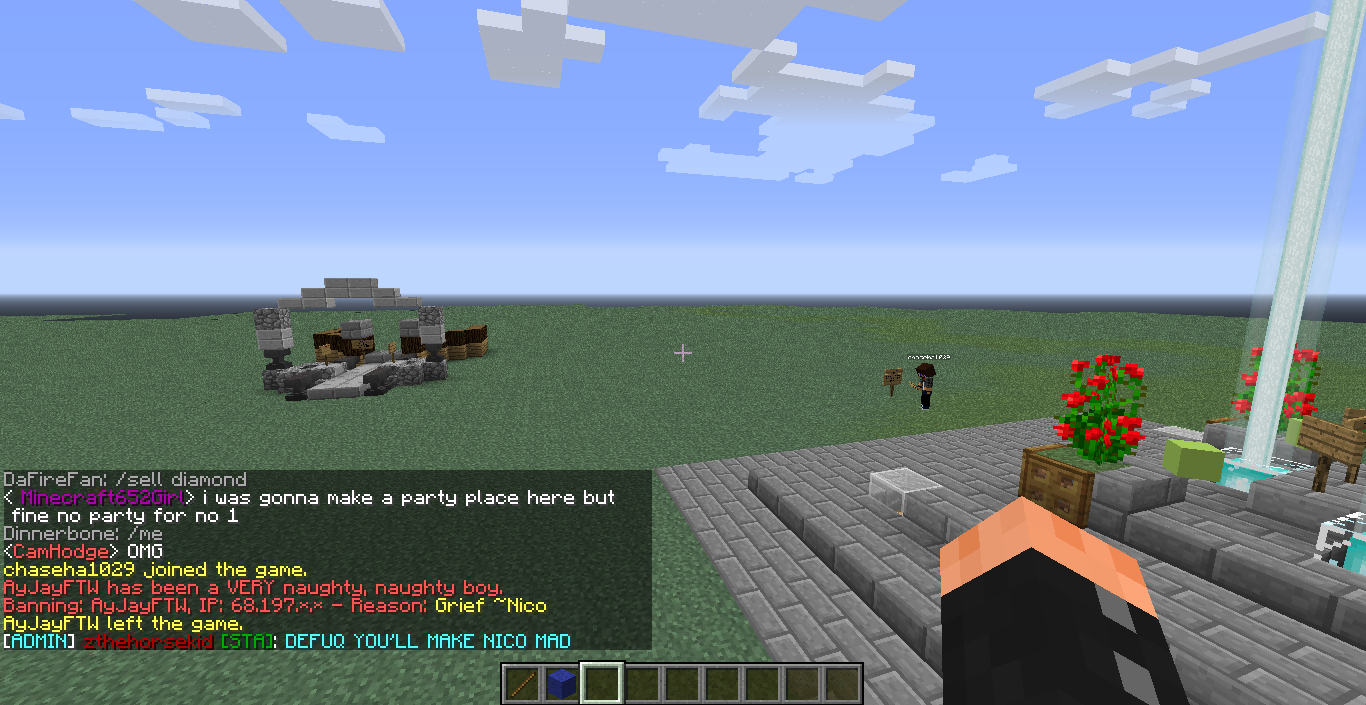 chaseha1029
DaFireFan: /sell diamond
< Minecraft652Girl> i was gonna make a party place here but
fine no party for no 1
Dinnerbone: /me
<CamHodge> OMG
chaseha1029 joined the game.
AyJayFTW has been a VERY naughty, naughty boy.
Banning: AyJayFTW, IP: 68.197.*.* - Reason: Grief ~Nico
AyJayFTW left the game.
[ADMIN] zthehorsekid [STA]: DEFUQ YOU'LL MAKE NICO MAD